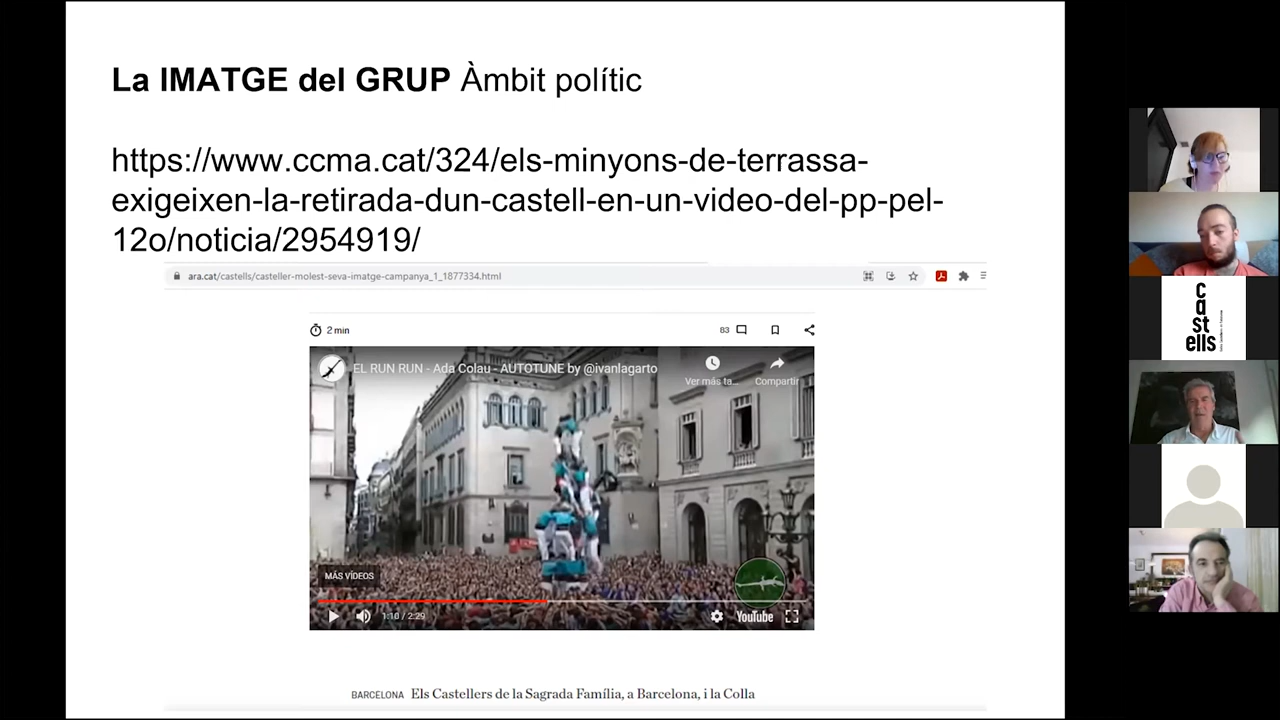 La IMATGE del GRUP Àmbit polític
https://www.ccma.cat/324/els-minyons-de-terrassa-
exigeixen-la-retirada-dun-castell-en-un-video-del-pp-pel-
12o/noticia/2954919/
ara.cat/castells/casteller-molest-seva-imatge-campanya_1_1877334.html
2 min
83
EL RUN RUN - Ada Colau - AUTOTUNE by @ivanlagarto
Ver más ta...
Compartir
MÁS VÍDEOS
1:10 / 2:29
YouTube
BARCELONA Els Castellers de la Sagrada Família, a Barcelona, i la Colla
c
a
st
ells